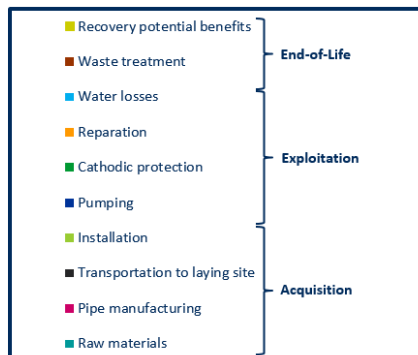 Recovery potential benefits
Waste treatment
End-of-Life
Water losses
Reparation
Cathodic protection
Pumping
Exploitation
Installation
Transportation to laying site
Pipe manufacturing
Raw materials
Acquisition